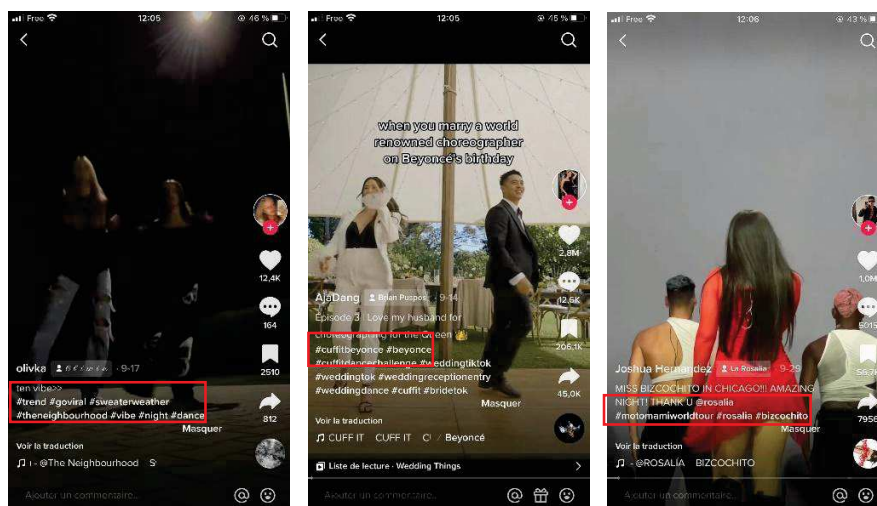 Free 12:05 46 %
olivka 9-17
ten vibe>>
#trend #goviral #sweaterweather
#theneighbourhood #vibe #night #dance
Masquer
Voir la traduction
- @The Neighbourhood
12,4K
164
2510
812
Ajouter un commentaire...
Free 12:05 45 %
when you marry a world
renowned choreographer
on Beyoncé's birthday
AjaDang Brian Puspos · 9-14
Episode 3 Love my husband for
choreographing for the Queen
#cuffitbeyonce #beyonce
#cuffitdancechallenge #weddingtiktok
#weddingtok #weddingreceptionentry
#weddingdance #cuffit #bridetok
Masquer
Voir la traduction
CUFF IT CUFF IT / Beyoncé
Liste de lecture · Wedding Things
2,8M
12,6K
206,1K
45,0K
Ajouter un commentaire...
Free 12:06 43 %
Joshua Hernandez La Rosalia 9-29
MISS BIZCOCHITO IN CHICAGO!!! AMAZING
NIGHT! THANK U @rosalia
#motomamiworldtour #rosalia #bizcochito
Masquer
Voir la traduction
- @ROSALÍA BIZCOCHITO
1,0M
5015
7956
Ajouter un commentaire...